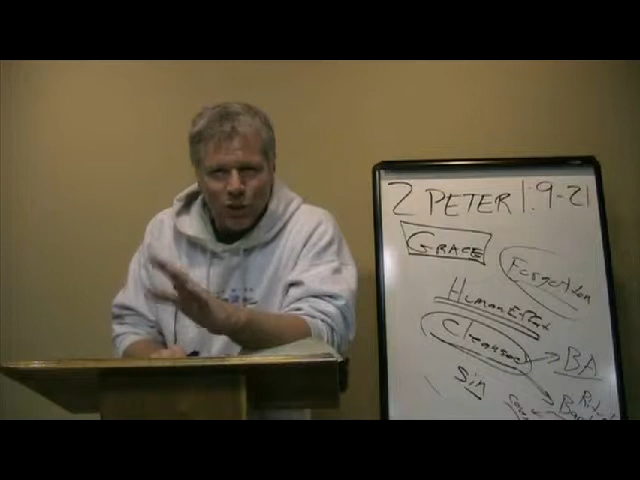 2 PETER 1:9-21
GRACE
Forgotten
Human Effort
Cleansed
BA
Sin